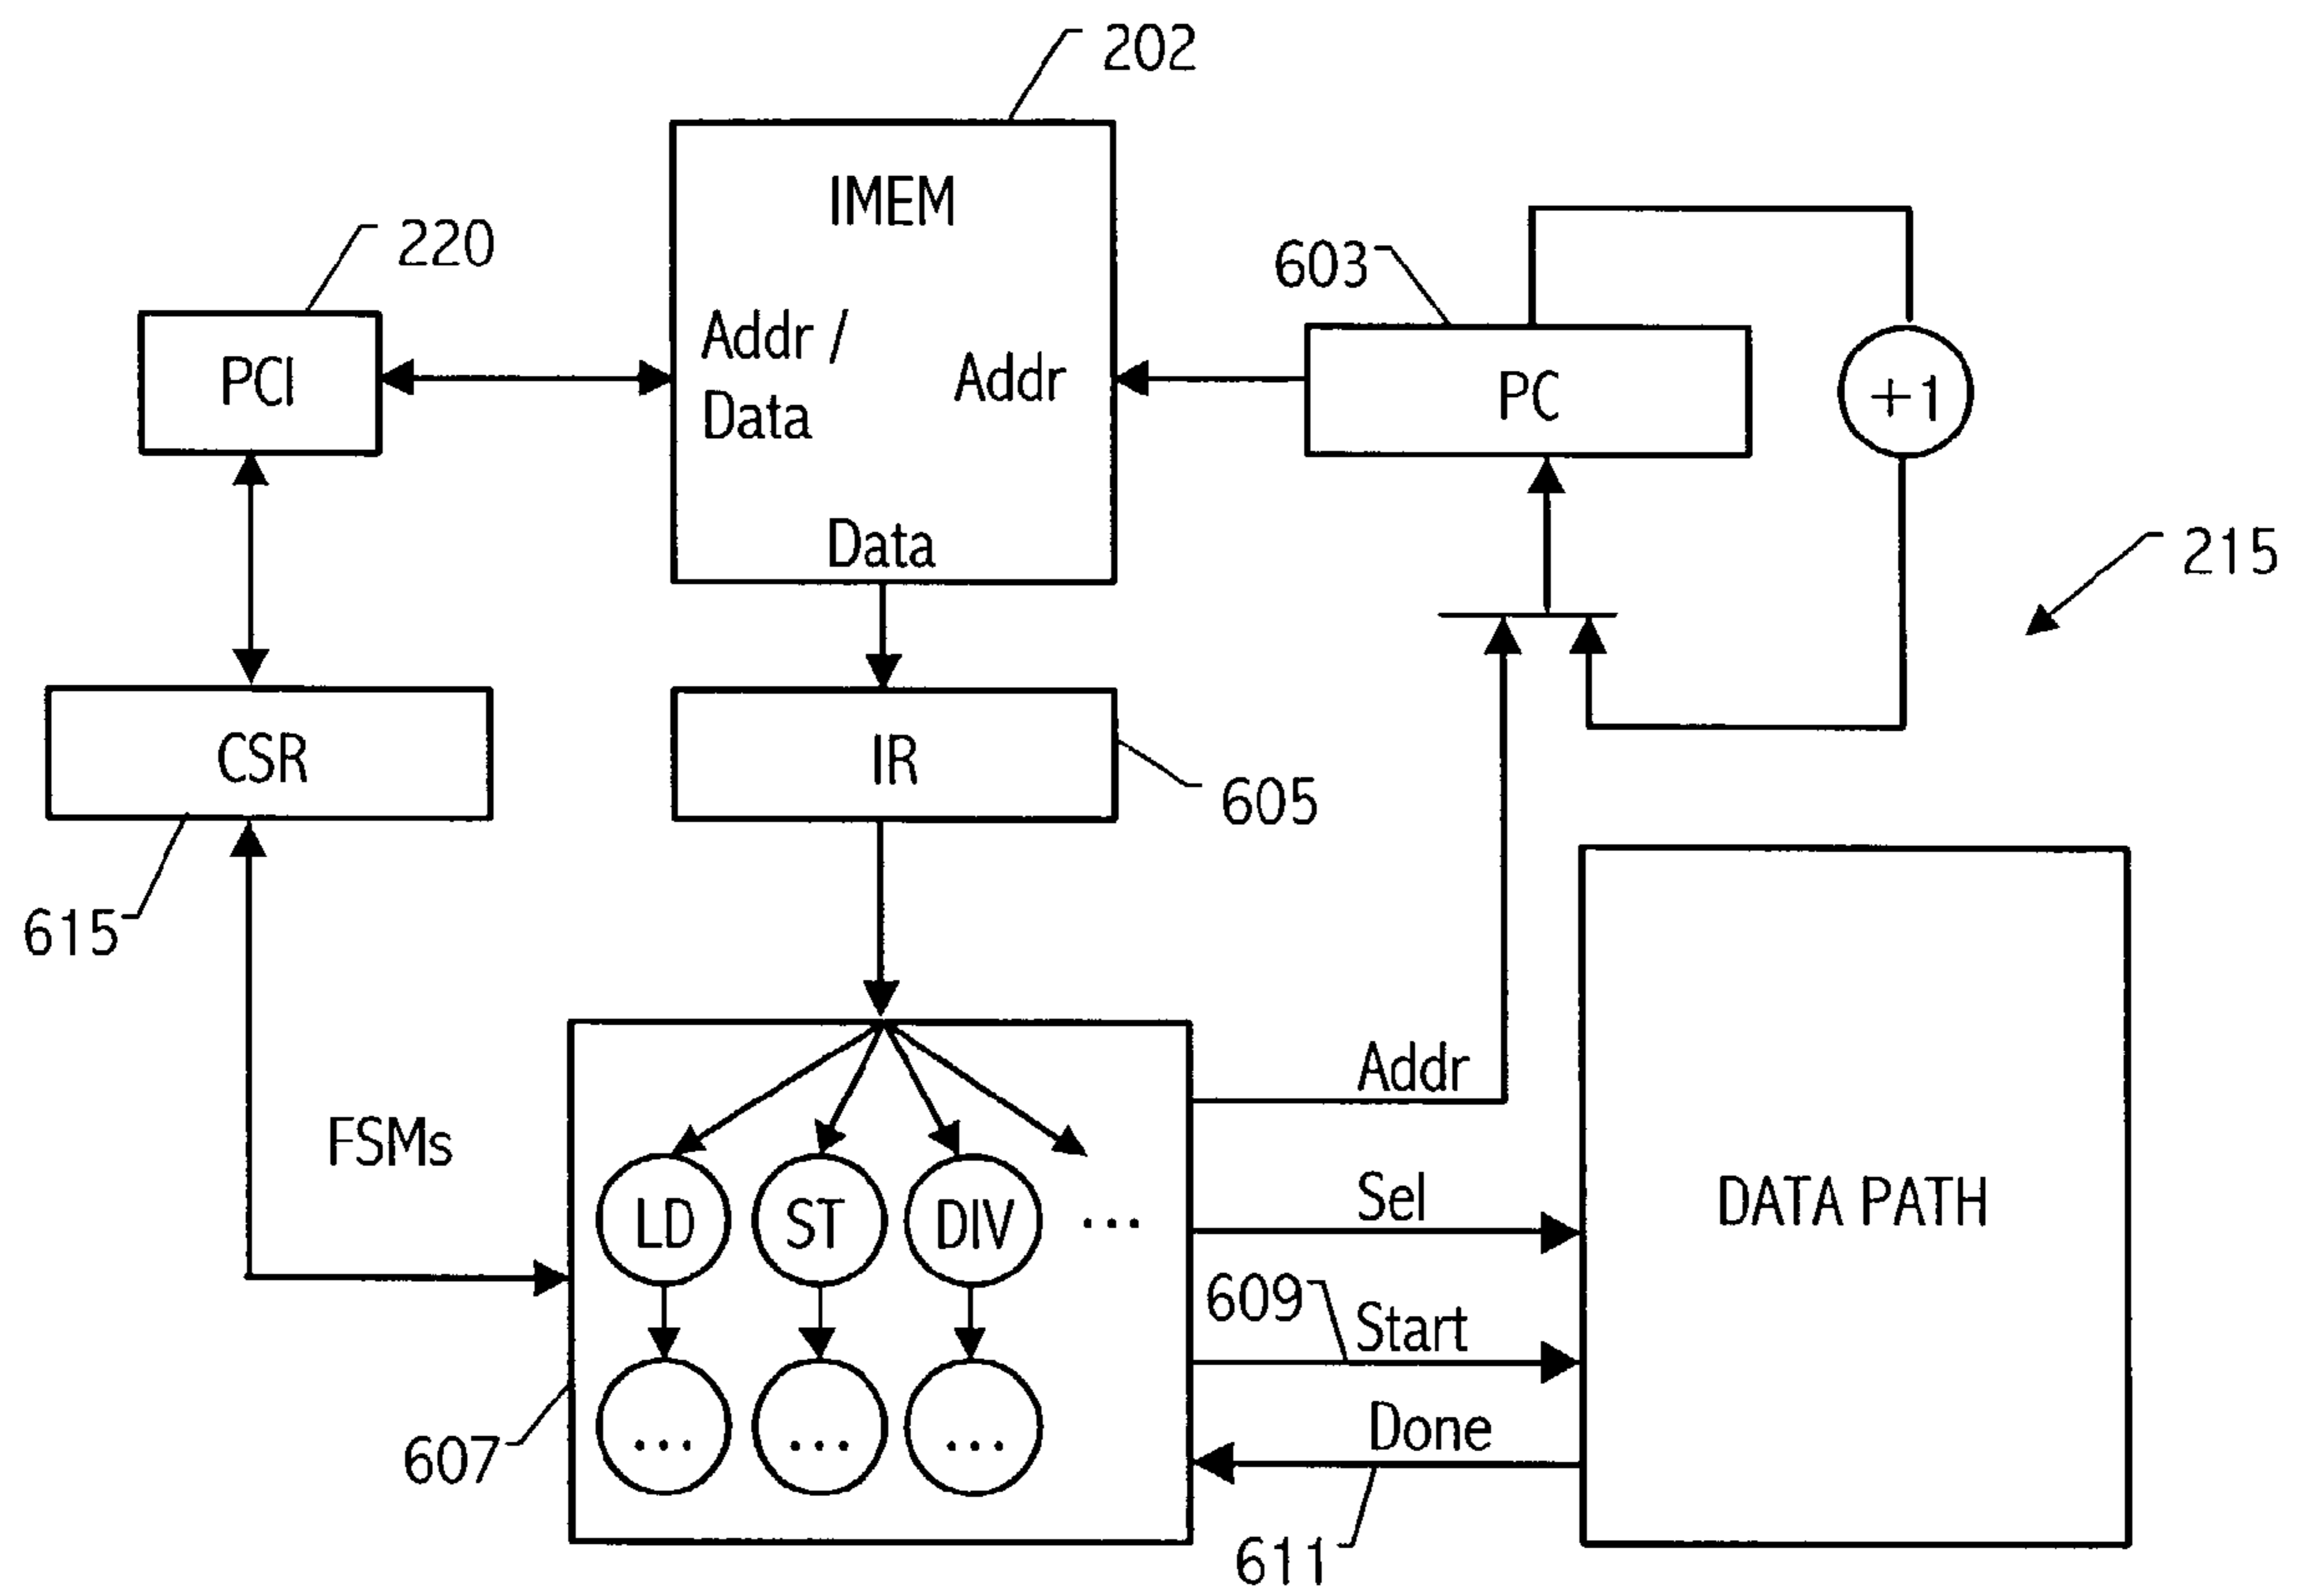 202
IMEM
220
603
Addr /
Data
Addr
PCI
PC
+1
Data
215
CSR
IR
605
615
Addr
FSMs
Sel
LD
ST
DIV
...
DATA PATH
609
Start
...
...
...
Done
607
611